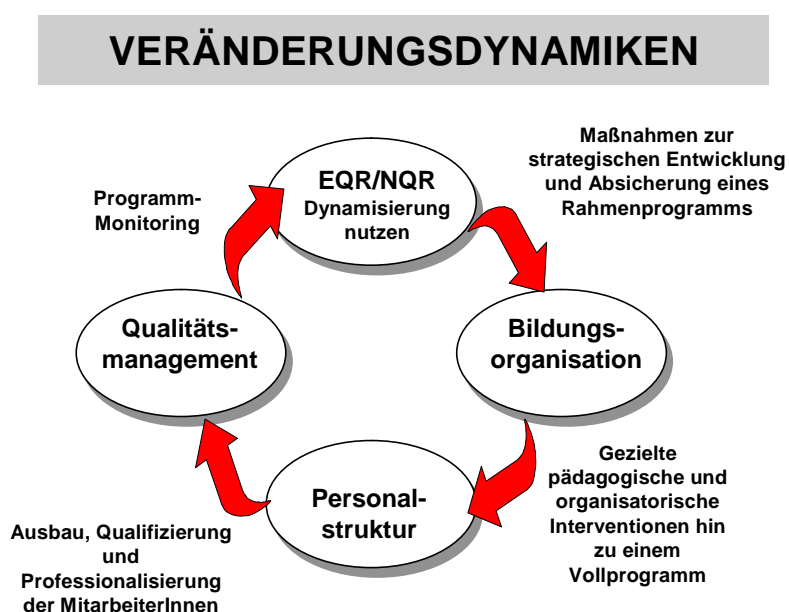 VERÄNDERUNGSDYNAMIKEN
EQR/NQR
Dynamisierung
nutzen
Maßnahmen zur
strategischen Entwicklung
und Absicherung eines
Rahmenprogramms
Bildungs-
organisation
Gezielte
pädagogische und
organisatorische
Interventionen hin
zu einem
Vollprogramm
Personal-
struktur
Ausbau, Qualifizierung
und
Professionalisierung
der MitarbeiterInnen
Qualitäts-
management
Programm-
Monitoring